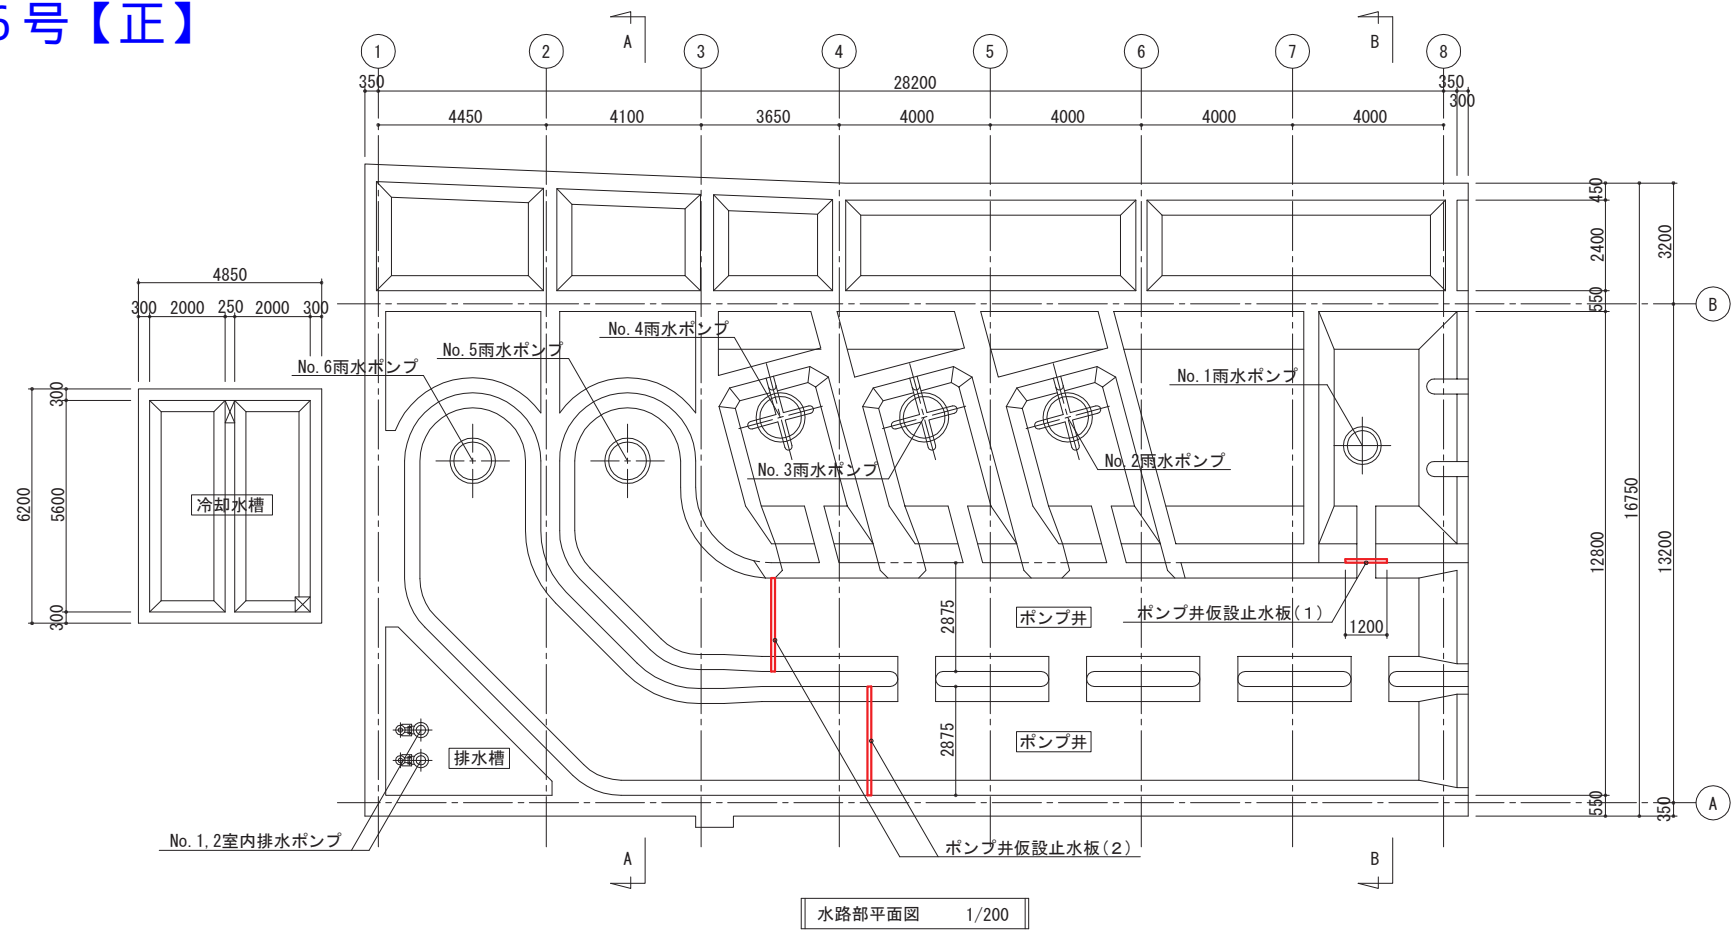 号【正】
A
B
1
2
3
4
5
6
7
8
350
28200
350
300
4450
4100
3650
4000
4000
4000
4000
450
2400
3200
550
B
4850
300
2000
250
2000
300
No.4雨水ポンプ
No.5雨水ポンプ
No.6雨水ポンプ
No.1雨水ポンプ
300
5600
6200
300
No.3雨水ポンプ
No.2雨水ポンプ
冷却水槽
16750
12800
13200
2875
ポンプ井
ポンプ井仮設止水板(1)
1200
2875
ポンプ井
排水槽
550
350
A
No.1,2室内排水ポンプ
ポンプ井仮設止水板(2)
A
B
水路部平面図 1/200